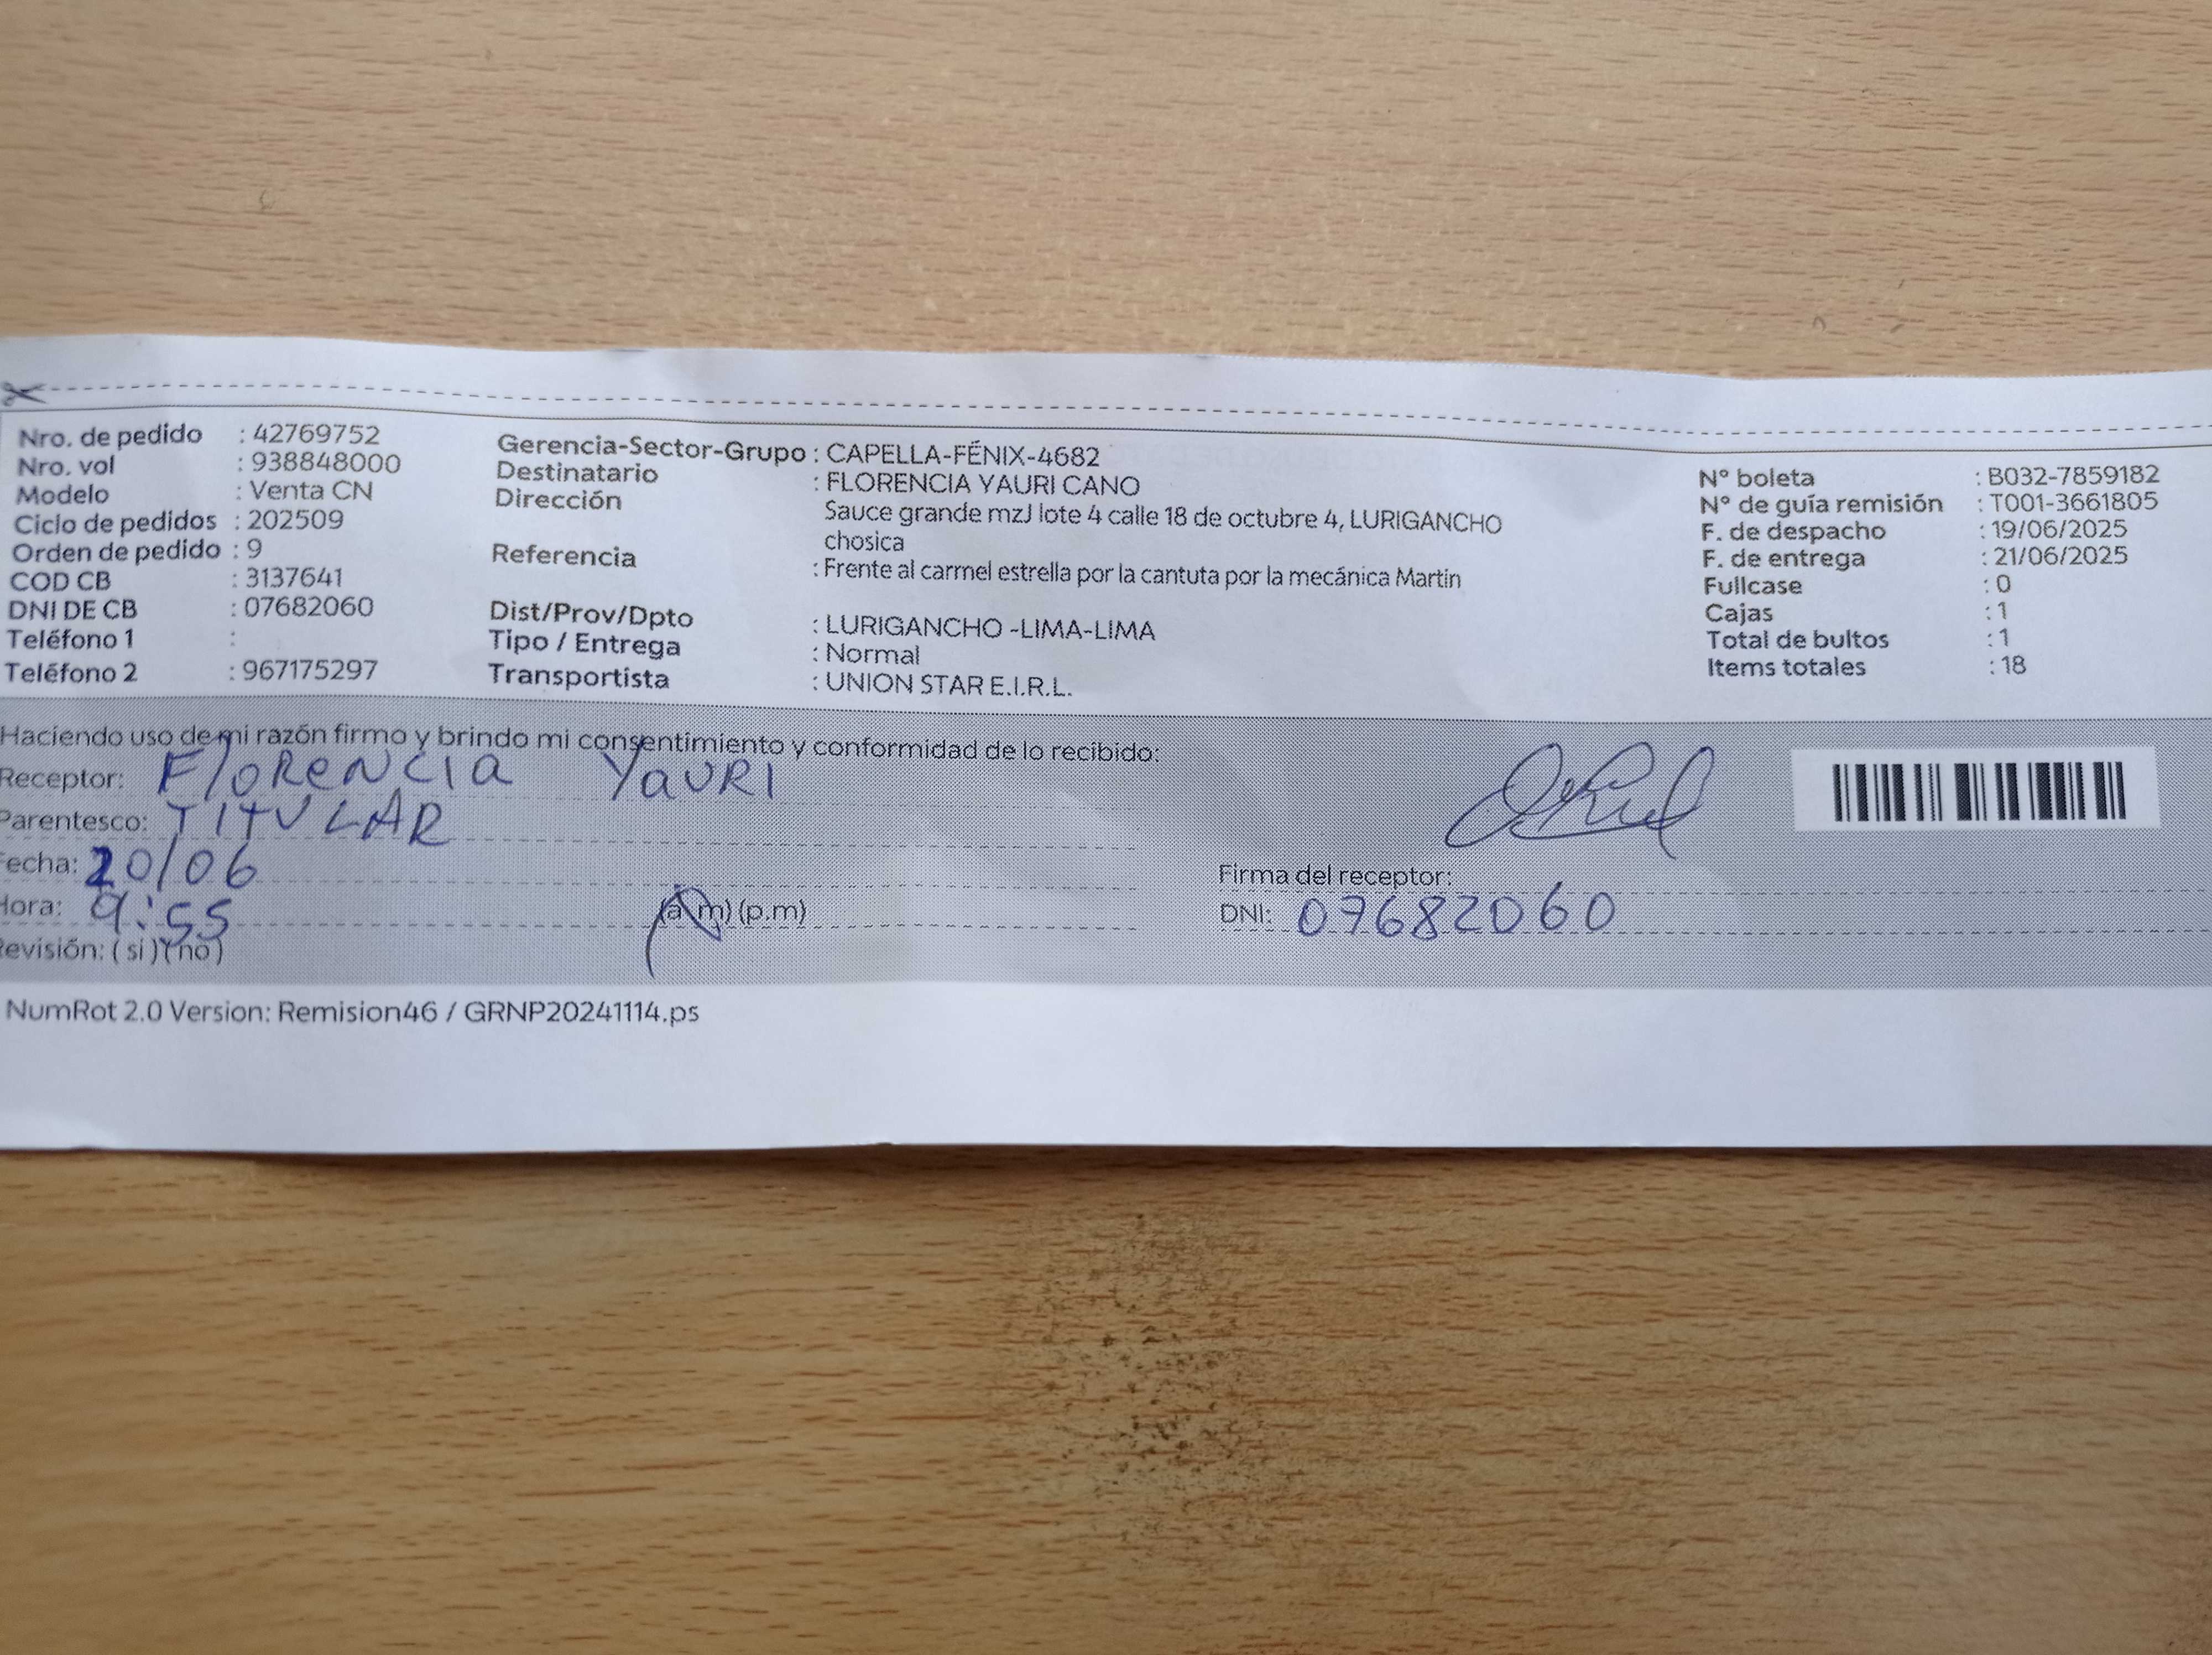 Nro. de pedido : 42769752
Nro. vol : 938848000
Modelo : Venta CN
Ciclo de pedidos : 202509
Orden de pedido : 9
COD CB : 3137641
DNI DE CB : 07682060
Teléfono 1 :
Teléfono 2 : 967175297
Gerencia-Sector-Grupo : CAPELLA-FÉNIX-4682
Destinatario : FLORENCIA YAURI CANO
Dirección Sauce grande mzJ lote 4 calle 18 de octubre 4, LURIGANCHO
chosica
Referencia : Frente al carmel estrella por la cantuta por la mecánica Martin
Dist/Prov/Dpto : LURIGANCHO -LIMA-LIMA
Tipo / Entrega : Normal
Transportista : UNION STAR E.I.R.L.
N° boleta : B032-7859182
N° de guía remisión : T001-3661805
F. de despacho : 19/06/2025
F. de entrega : 21/06/2025
Fullcase : 0
Cajas : 1
Total de bultos : 1
Items totales : 18
Haciendo uso de mi razón firmo y brindo mi consentimiento y conformidad de lo recibido:
Receptor: Florencia Yauri
Parentesco: TITULAR
Fecha: 20/06
Hora: 9:55 (a.m) (p.m)
Revisión: ( si ) ( no )
Firma del receptor:
DNI: 07682060
NumRot 2.0 Version: Remision46 / GRNP20241114.ps